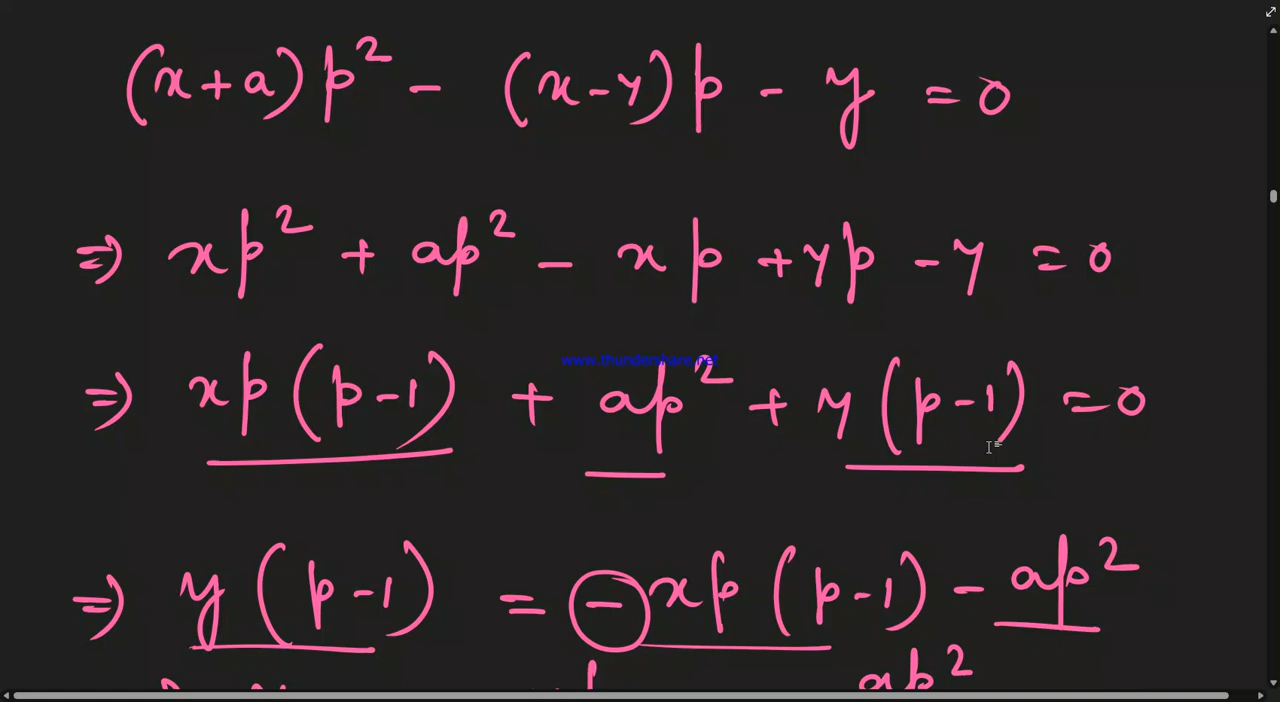 (x+a)p² - (x-y)p - y = 0
⇒ xp² + ap² - xp + yp - y = 0
www.thundershare.net
⇒ xp(p-1) + ap² + y(p-1) = 0
⇒ y(p-1) = -xp(p-1) - ap²
ap²